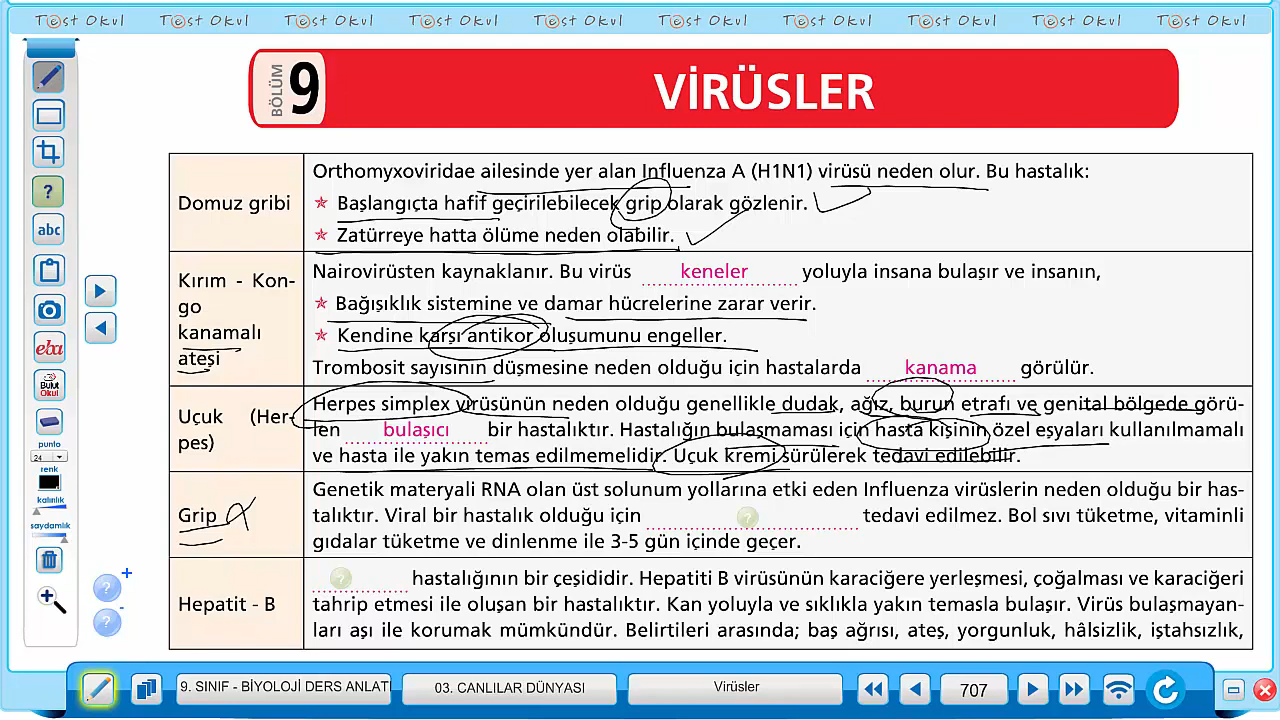 Test Okul Test Okul Test Okul Test Okul Test Okul Test Okul Test Okul Test Okul Test Okul Test Okul
BÖLÜM 9
VİRÜSLER
Domuz gribi
Orthomyxoviridae ailesinde yer alan Influenza A (H1N1) virüsü neden olur. Bu hastalık:
✯ Başlangıçta hafif geçirilebilecek grip olarak gözlenir.
✯ Zatürreye hatta ölüme neden olabilir.
Kırım - Kon-
go
kanamalı
ateşi
Nairovirüsten kaynaklanır. Bu virüs keneler yoluyla insana bulaşır ve insanın,
✯ Bağışıklık sistemine ve damar hücrelerine zarar verir.
✯ Kendine karşı antikor oluşumunu engeller.
Trombosit sayısının düşmesine neden olduğu için hastalarda kanama görülür.
Uçuk (Her-
pes)
Herpes simplex virüsünün neden olduğu genellikle dudak, ağız, burun etrafı ve genital bölgede görü-
len bulaşıcı bir hastalıktır. Hastalığın bulaşmaması için hasta kişinin özel eşyaları kullanılmamalı
ve hasta ile yakın temas edilmemelidir. Uçuk kremi sürülerek tedavi edilebilir.
Grip
Genetik materyali RNA olan üst solunum yollarına etki eden Influenza virüslerin neden olduğu bir has-
talıktır. Viral bir hastalık olduğu için ? tedavi edilmez. Bol sıvı tüketme, vitaminli
gıdalar tüketme ve dinlenme ile 3-5 gün içinde geçer.
Hepatit - B
? hastalığının bir çeşididir. Hepatiti B virüsünün karaciğere yerleşmesi, çoğalması ve karaciğeri
tahrip etmesi ile oluşan bir hastalıktır. Kan yoluyla ve sıklıkla yakın temasla bulaşır. Virüs bulaşmayan-
ları aşı ile korumak mümkündür. Belirtileri arasında; baş ağrısı, ateş, yorgunluk, hâlsizlik, iştahsızlık,
?
abc
eba
Bulut
Okul
punto
24
renk
kalınlık
saydamlık
? +
? -
9. SINIF - BİYOLOJİ DERS ANLATI
03. CANLILAR DÜNYASI
Virüsler
707